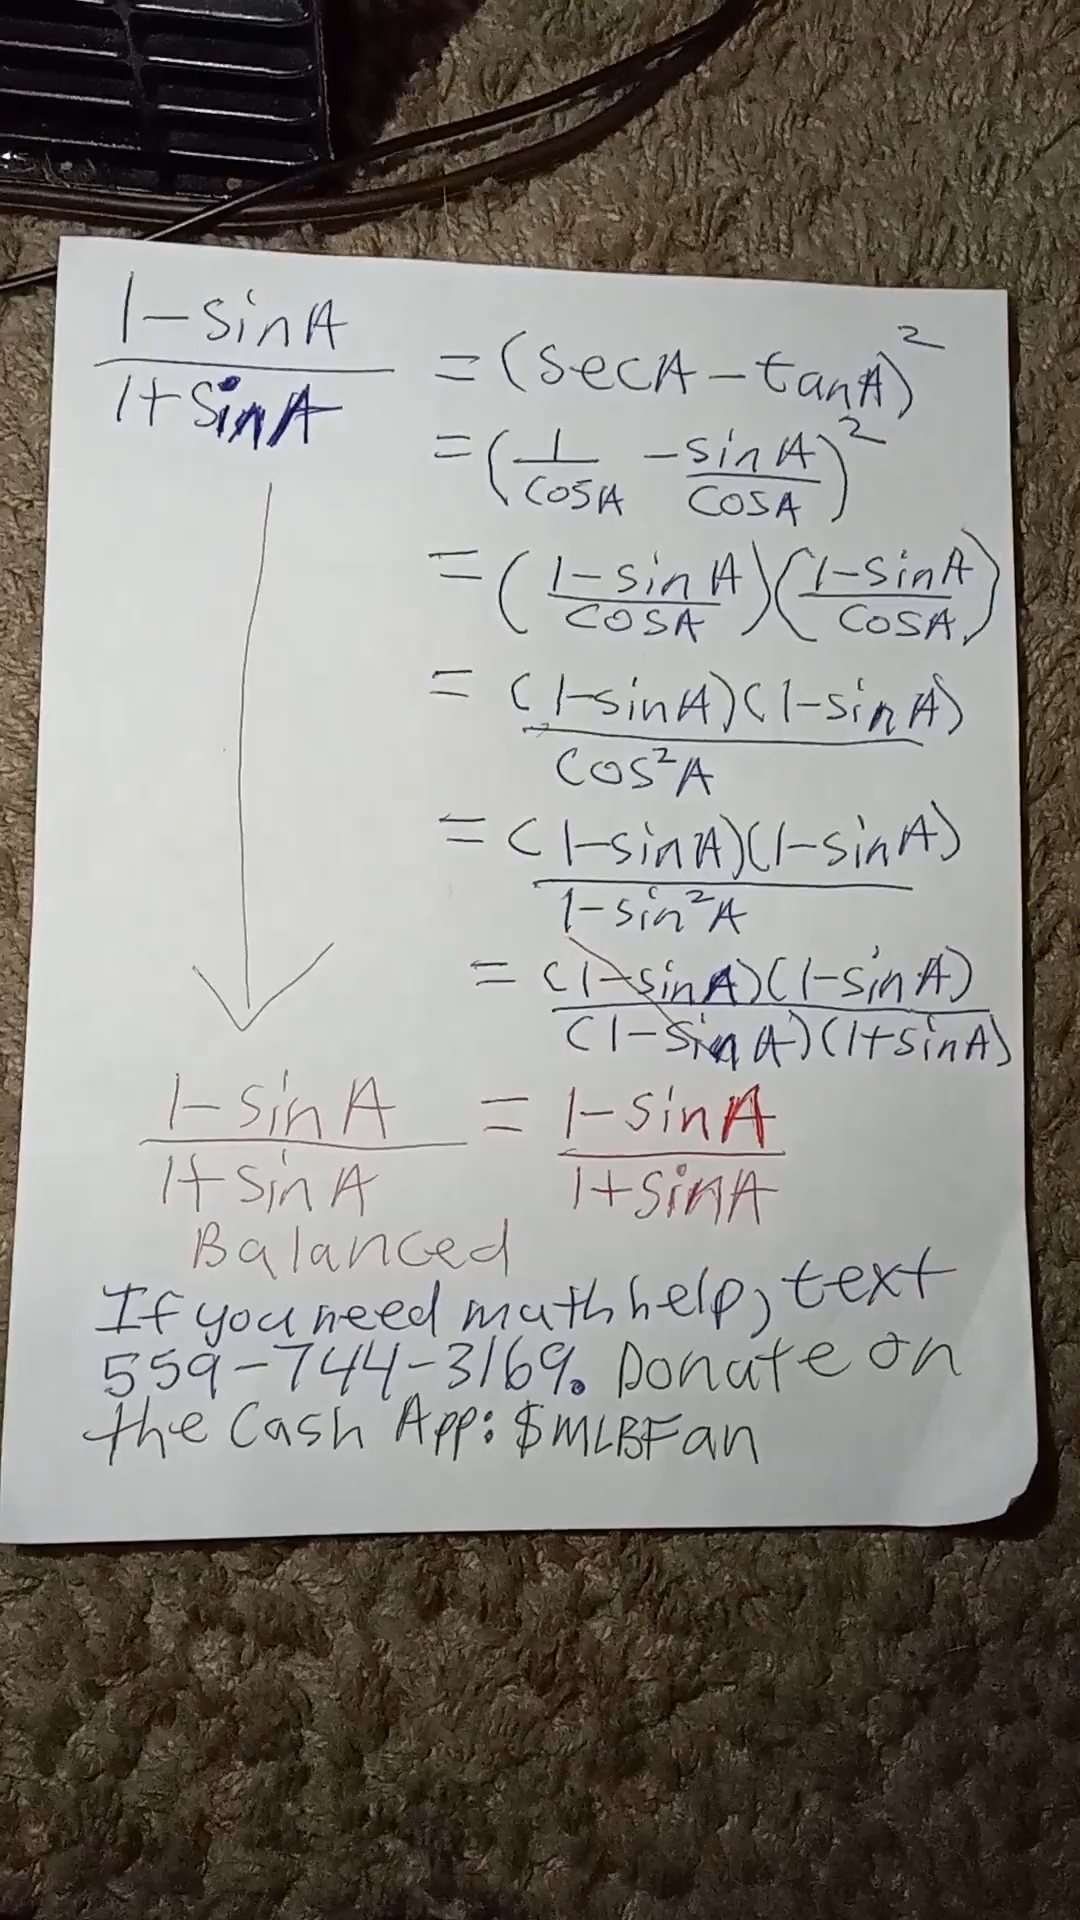 1-sinA
1+sinA
=(secA-tanA)²
=(1/cosA -sinA/cosA)²
=(1-sinA/cosA)(1-sinA/cosA)
=(1-sinA)(1-sinA)
cos²A
=(1-sinA)(1-sinA)
1-sin²A
=(1-sinA)(1-sinA)
(1-sinA)(1+sinA)
1-sinA = 1-sinA
1+sinA 1+sinA
Balanced
If you need math help, text
559-744-3169. Donate on
the Cash App: $MLBFan